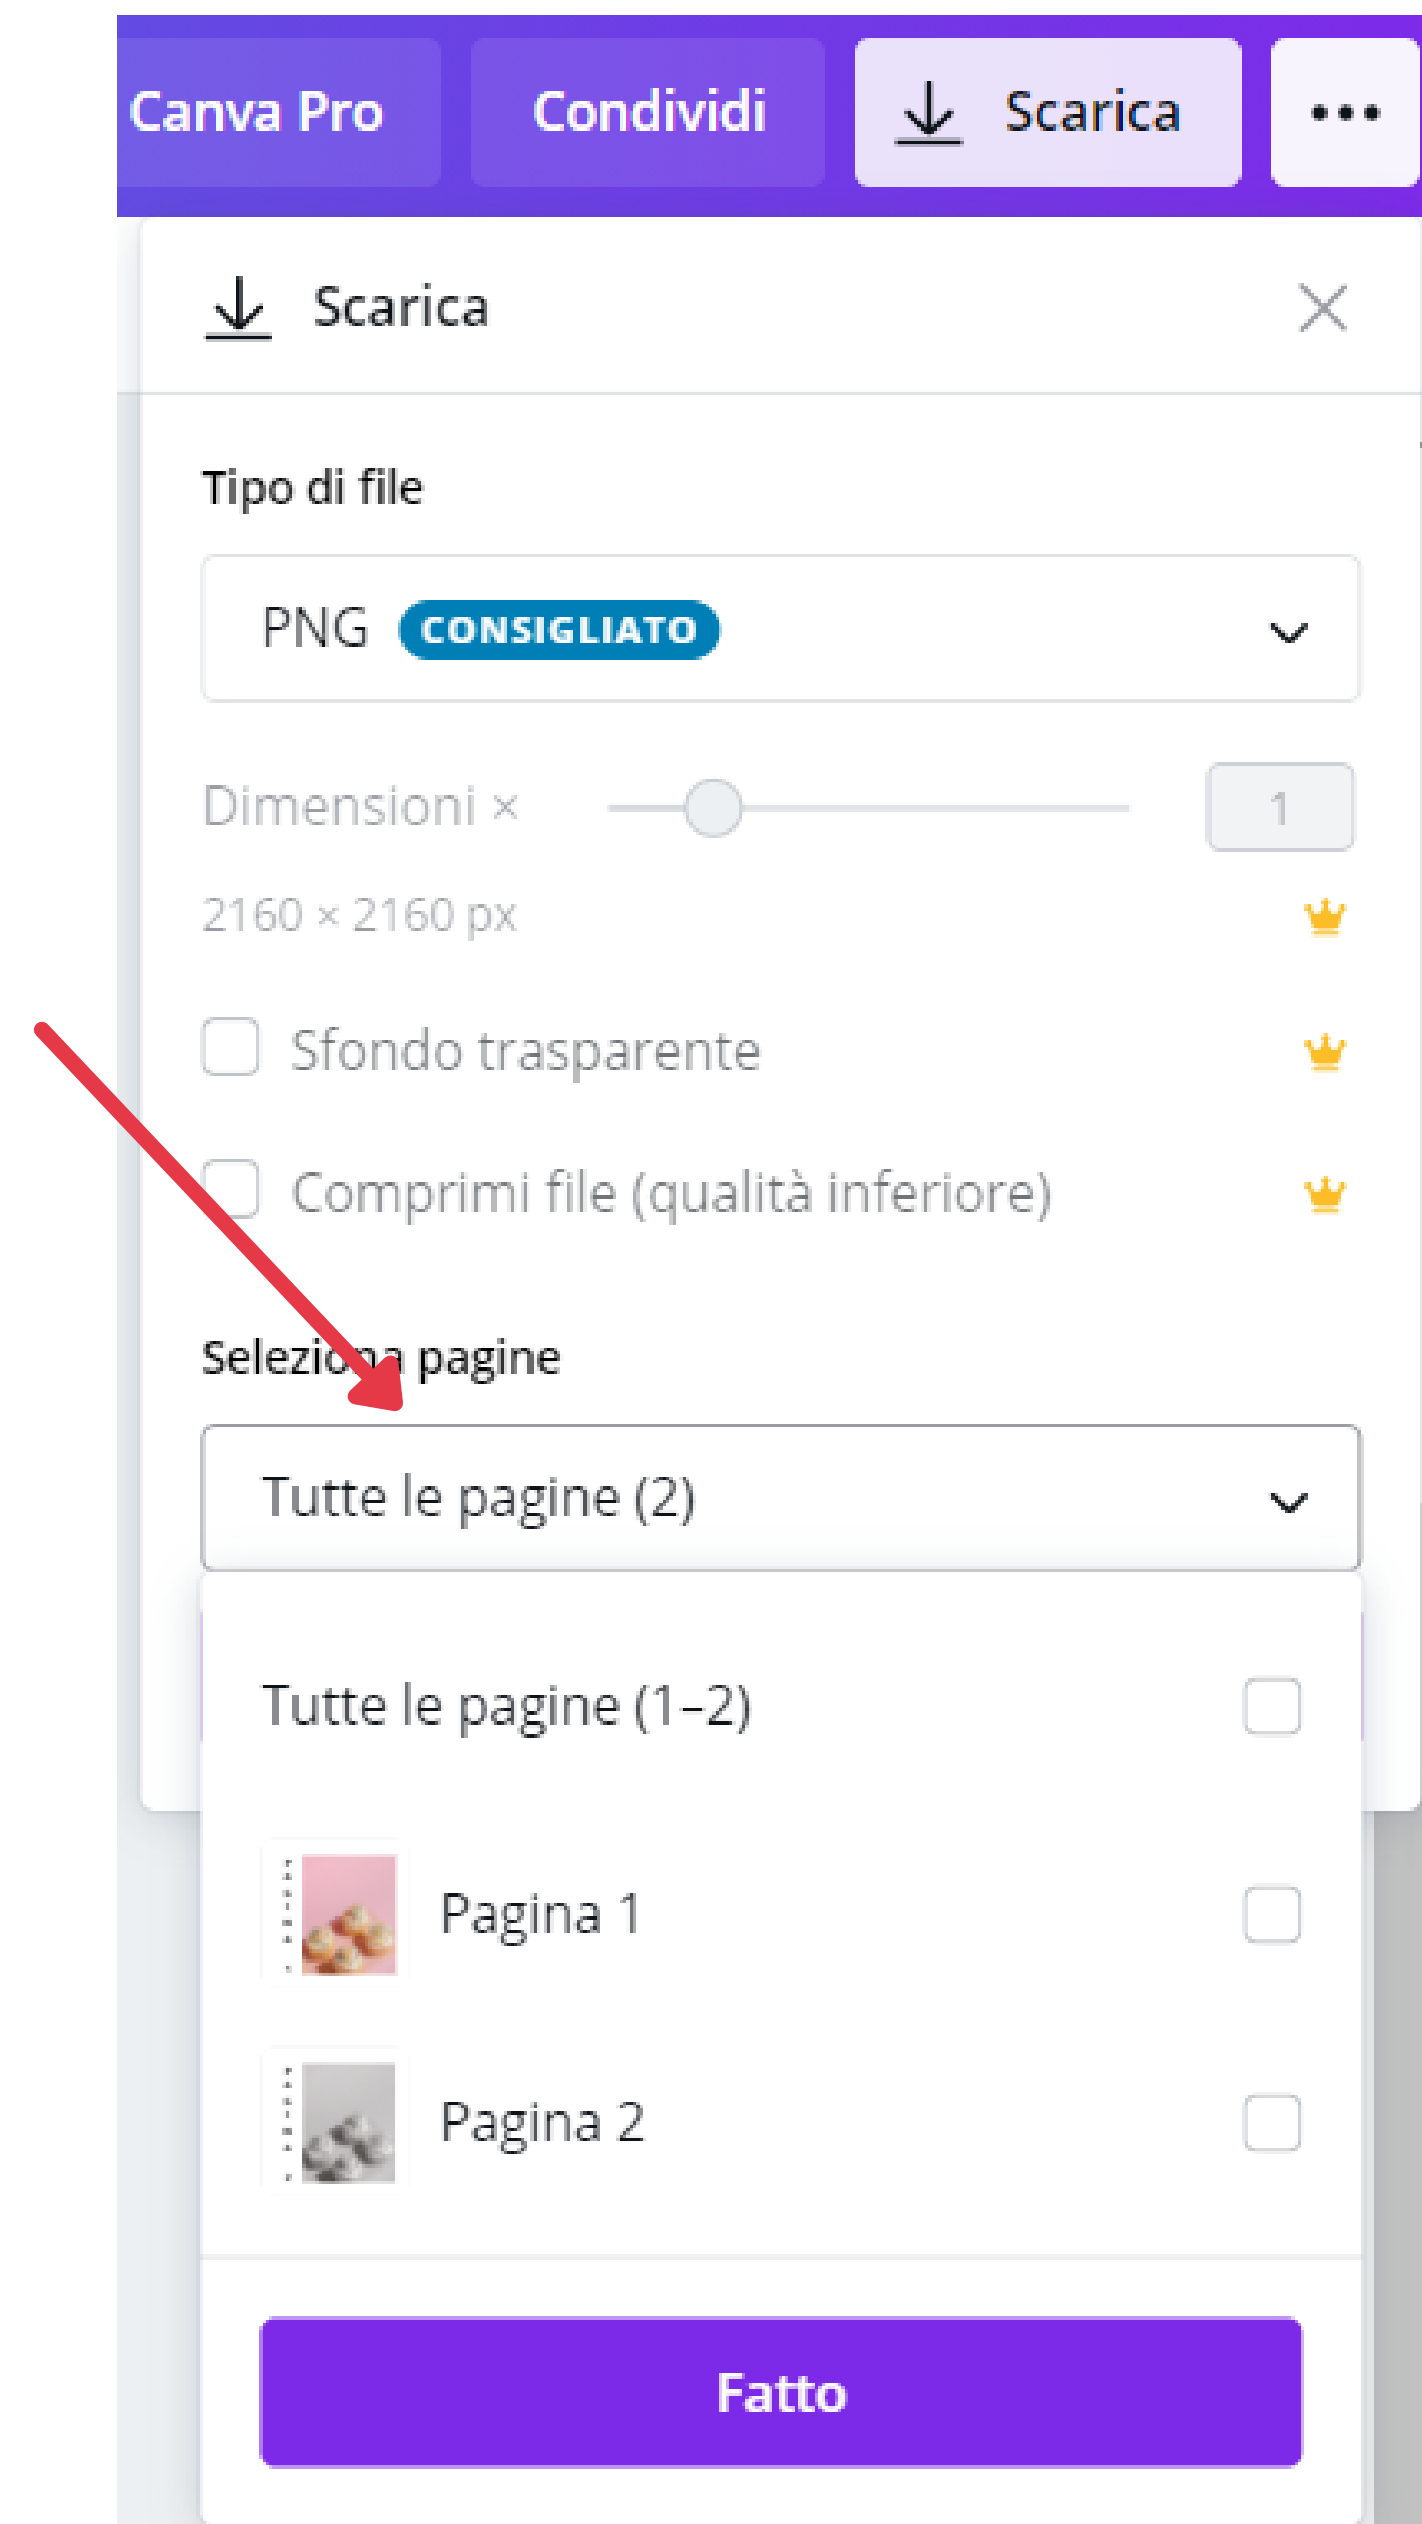 Canva Pro
Condividi
Scarica
Scarica
Tipo di file
PNG CONSIGLIATO
Dimensioni × 1
2160 × 2160 px
Sfondo trasparente
Comprimi file (qualità inferiore)
Seleziona pagine
Tutte le pagine (2)
Tutte le pagine (1–2)
Pagina 1
Pagina 2
Fatto